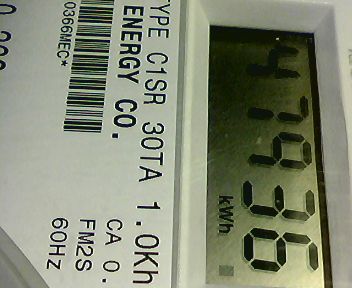 47936
kWh
TYPE C1SR 30TA 1.0Kh
ENERGY CO.
CA 0.
FM2S
0366MEC*
60HZ